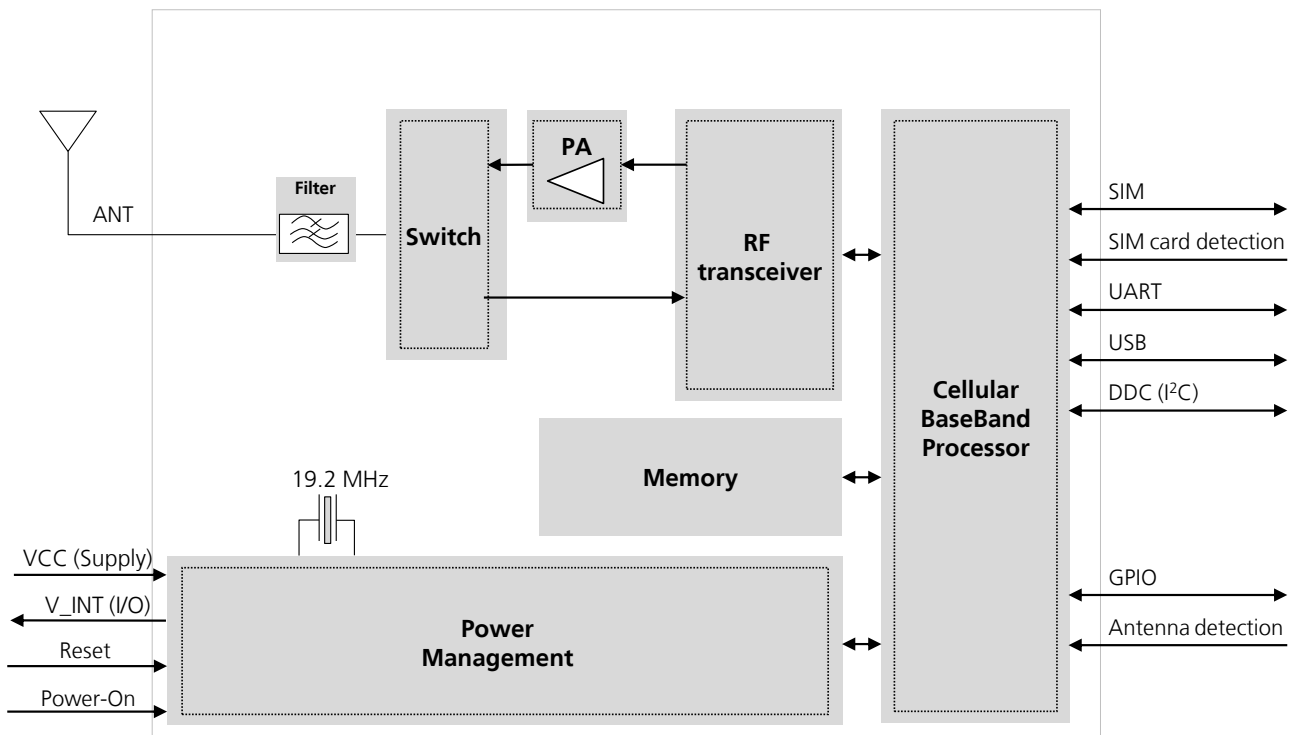 PA
Filter
ANT
Switch
RF
transceiver
SIM
SIM card detection
UART
USB
DDC (I²C)
Cellular
BaseBand
Processor
Memory
19.2 MHz
VCC (Supply)
V_INT (I/O)
Reset
Power-On
Power
Management
GPIO
Antenna detection